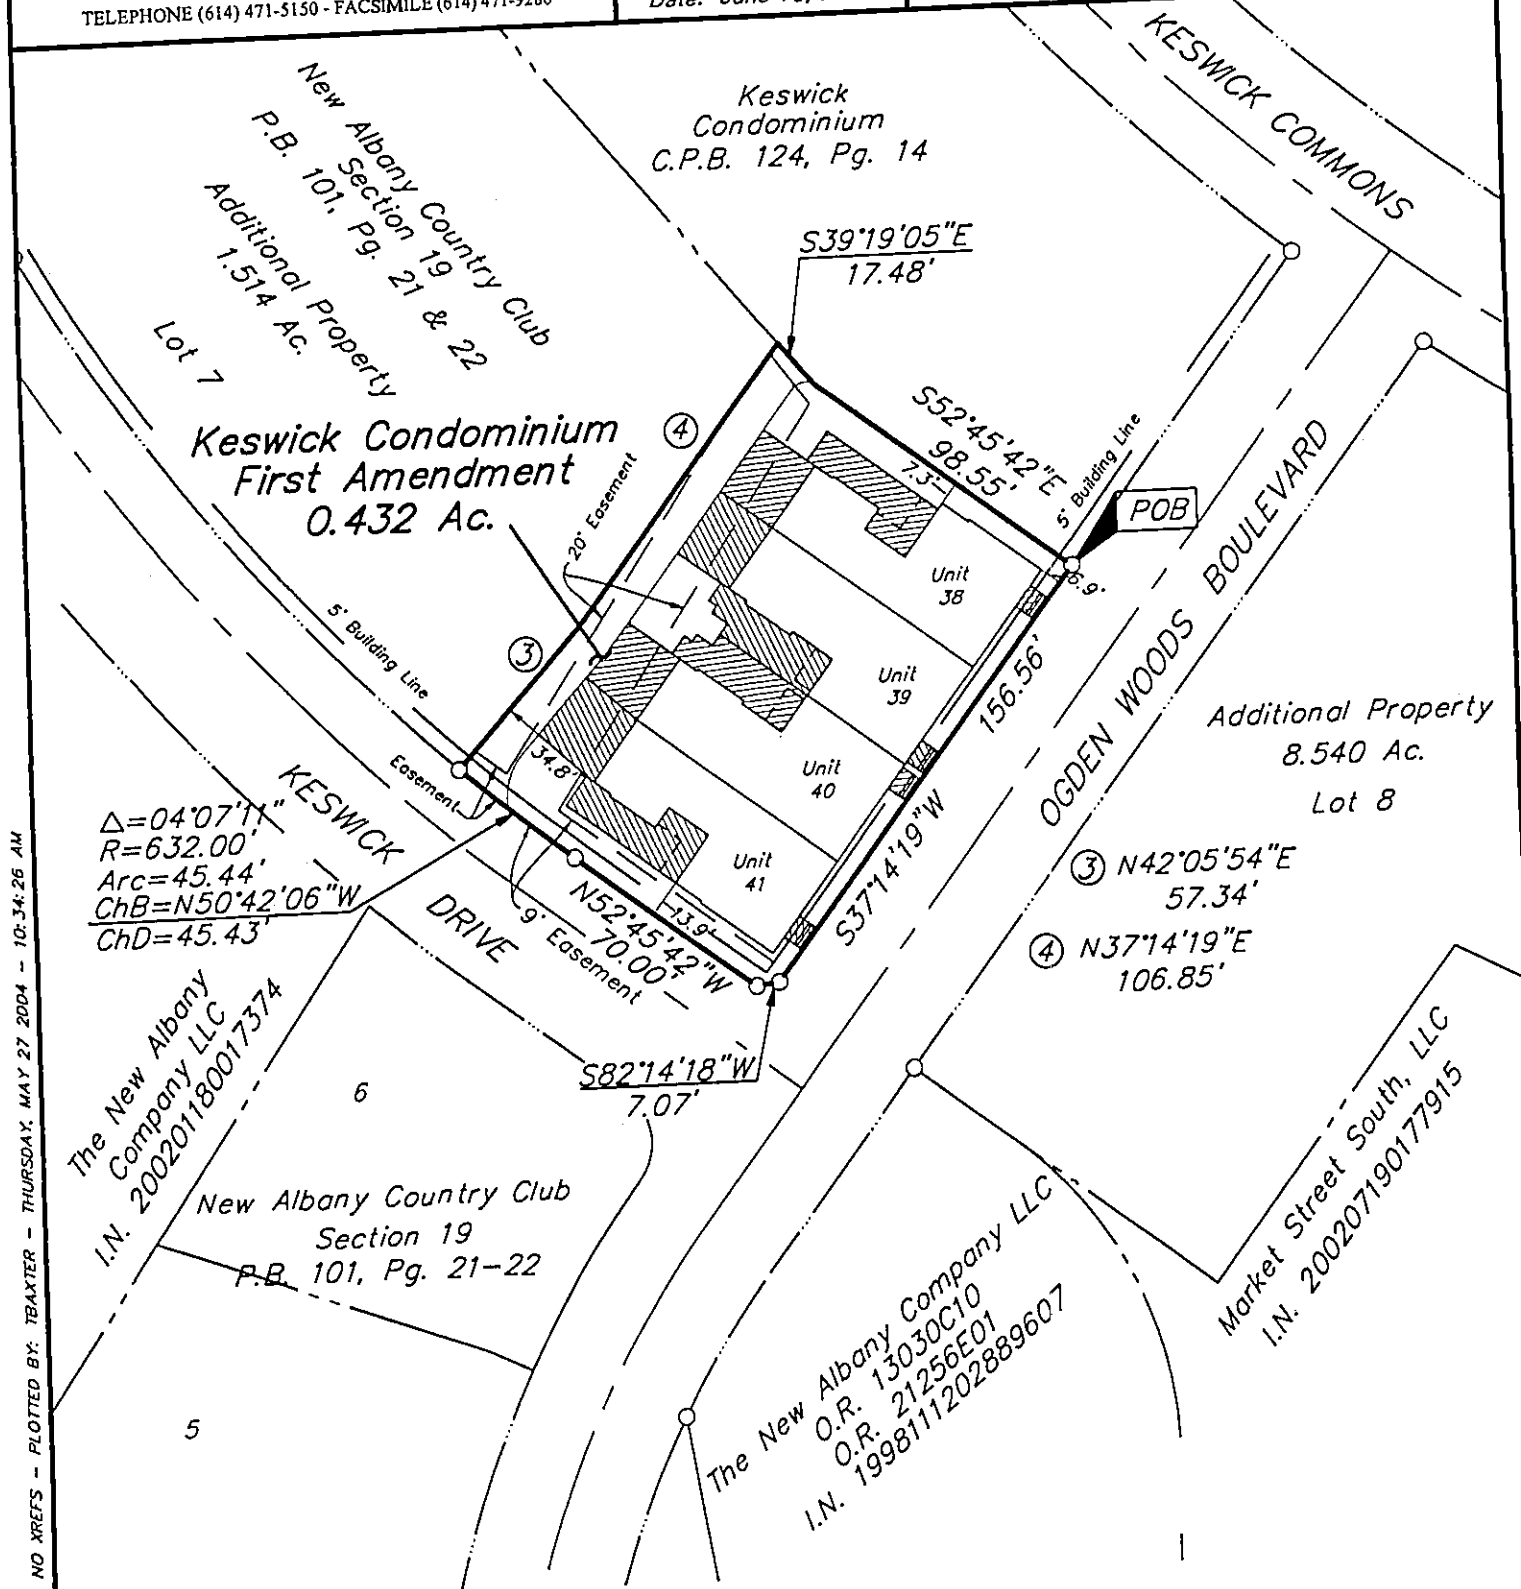 TELEPHONE (614) 471-5150 - FACSIMILE (614) 471-9286
New Albany Country Club
Section 19
P.B. 101, Pg. 21 & 22
Additional Property
1.514 Ac.
Lot 7
Keswick
Condominium
C.P.B. 124, Pg. 14
KESWICK COMMONS
S39°19'05"E
17.48'
Keswick Condominium
First Amendment
0.432 Ac.
4
20' Easement
S52°45'42"E
98.55'
7.3'
5' Building Line
POB
6.9'
Unit
38
Unit
39
Unit
40
Unit
41
3
5' Building Line
34.8'
Easement
156.56'
S37°14'19"W
OGDEN WOODS BOULEVARD
Additional Property
8.540 Ac.
Lot 8
3 N42°05'54"E
57.34'
4 N37°14'19"E
106.85'
Δ=04°07'11"
R=632.00'
Arc=45.44'
ChB=N50°42'06"W
ChD=45.43'
KESWICK
DRIVE
13.9'
N52°45'42"W
70.00'
9' Easement
S82°14'18"W
7.07'
The New Albany
Company LLC
I.N. 200201180017374
6
New Albany Country Club
Section 19
P.B. 101, Pg. 21-22
5
The New Albany Company LLC
O.R. 13030C10
O.R. 21256E01
I.N. 199811120288​9607
Market Street South, LLC
I.N. 200207190177915
NO XREFS - PLOTTED BY: TBAXTER - THURSDAY, MAY 27 2004 - 10:34:26 AM